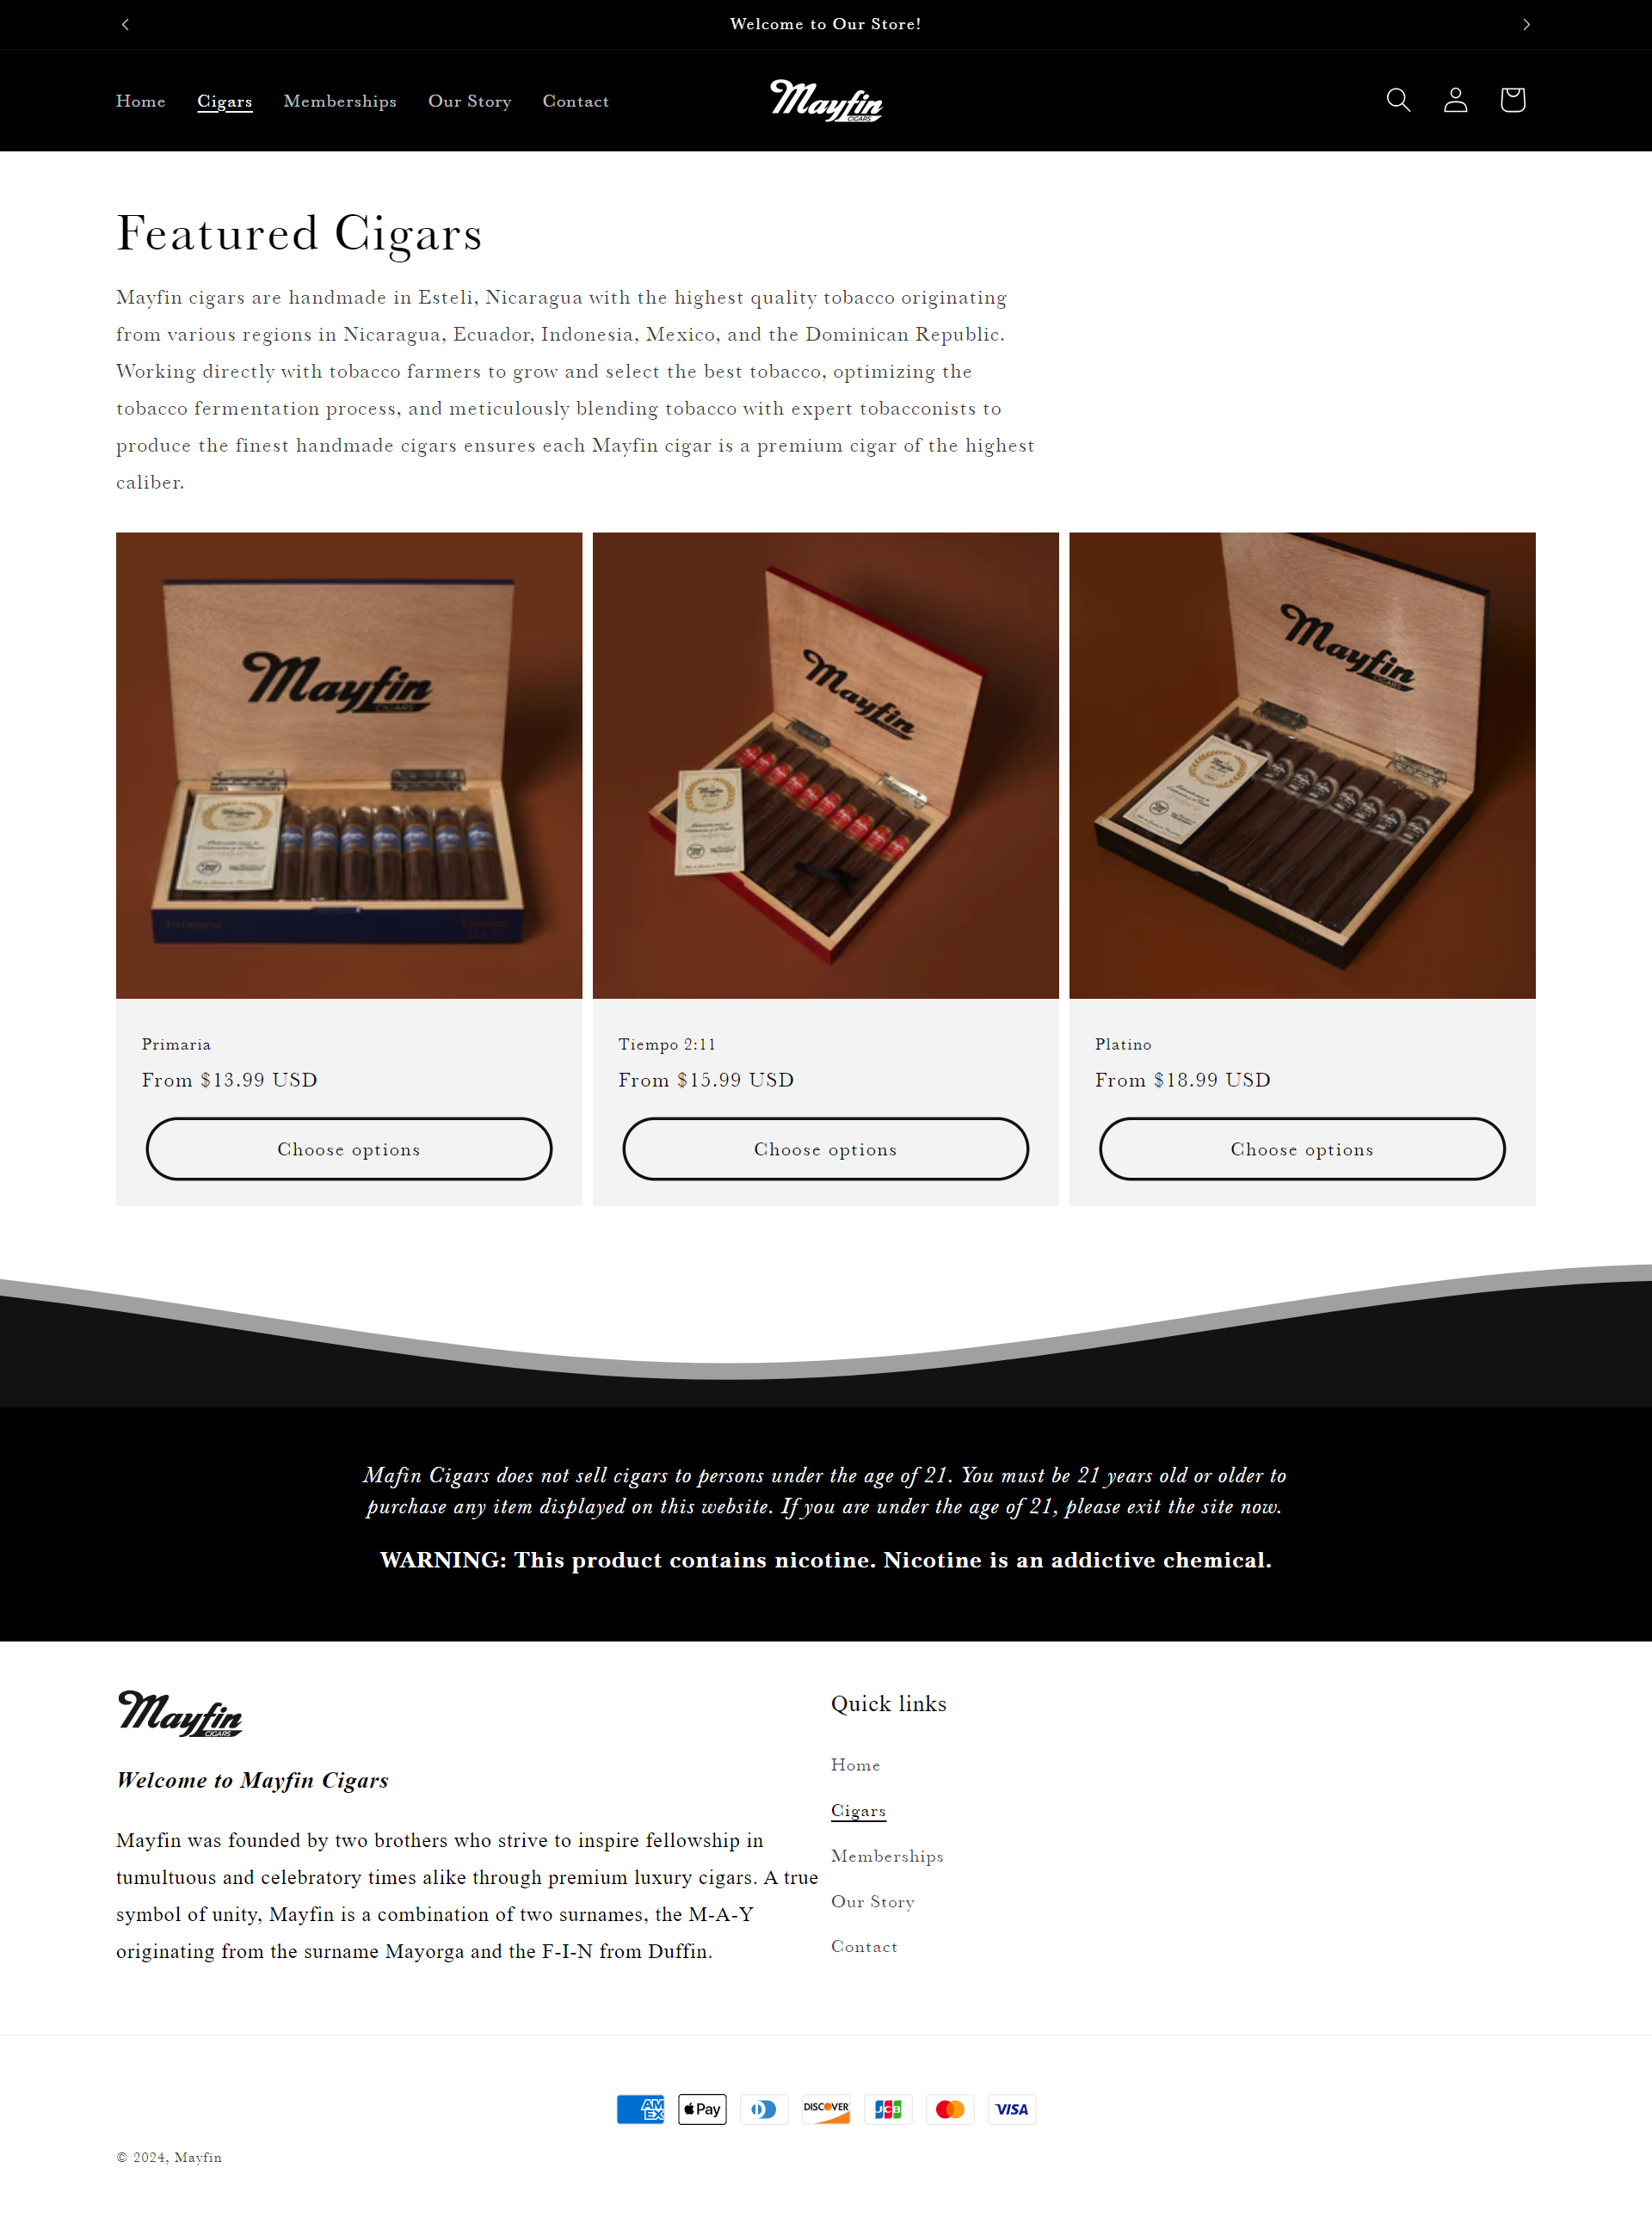 Welcome to Our Store!
Home Cigars Memberships Our Story Contact
Mayfin
CIGARS
Featured Cigars
Mayfin cigars are handmade in Esteli, Nicaragua with the highest quality tobacco originating
from various regions in Nicaragua, Ecuador, Indonesia, Mexico, and the Dominican Republic.
Working directly with tobacco farmers to grow and select the best tobacco, optimizing the
tobacco fermentation process, and meticulously blending tobacco with expert tobacconists to
produce the finest handmade cigars ensures each Mayfin cigar is a premium cigar of the highest
caliber.
Mayfin
CIGARS
Primaria
Torpedo
Mayfin
CIGARS
Mayfin
CIGARS
Primaria
From $13.99 USD
Choose options
Tiempo 2:11
From $15.99 USD
Choose options
Platino
From $18.99 USD
Choose options
Mafin Cigars does not sell cigars to persons under the age of 21. You must be 21 years old or older to
purchase any item displayed on this website. If you are under the age of 21, please exit the site now.
WARNING: This product contains nicotine. Nicotine is an addictive chemical.
Mayfin
CIGARS
Welcome to Mayfin Cigars
Mayfin was founded by two brothers who strive to inspire fellowship in
tumultuous and celebratory times alike through premium luxury cigars. A true
symbol of unity, Mayfin is a combination of two surnames, the M-A-Y
originating from the surname Mayorga and the F-I-N from Duffin.
Quick links
Home
Cigars
Memberships
Our Story
Contact
AM EX
Pay
DISCOVER
JCB
VISA
© 2024, Mayfin